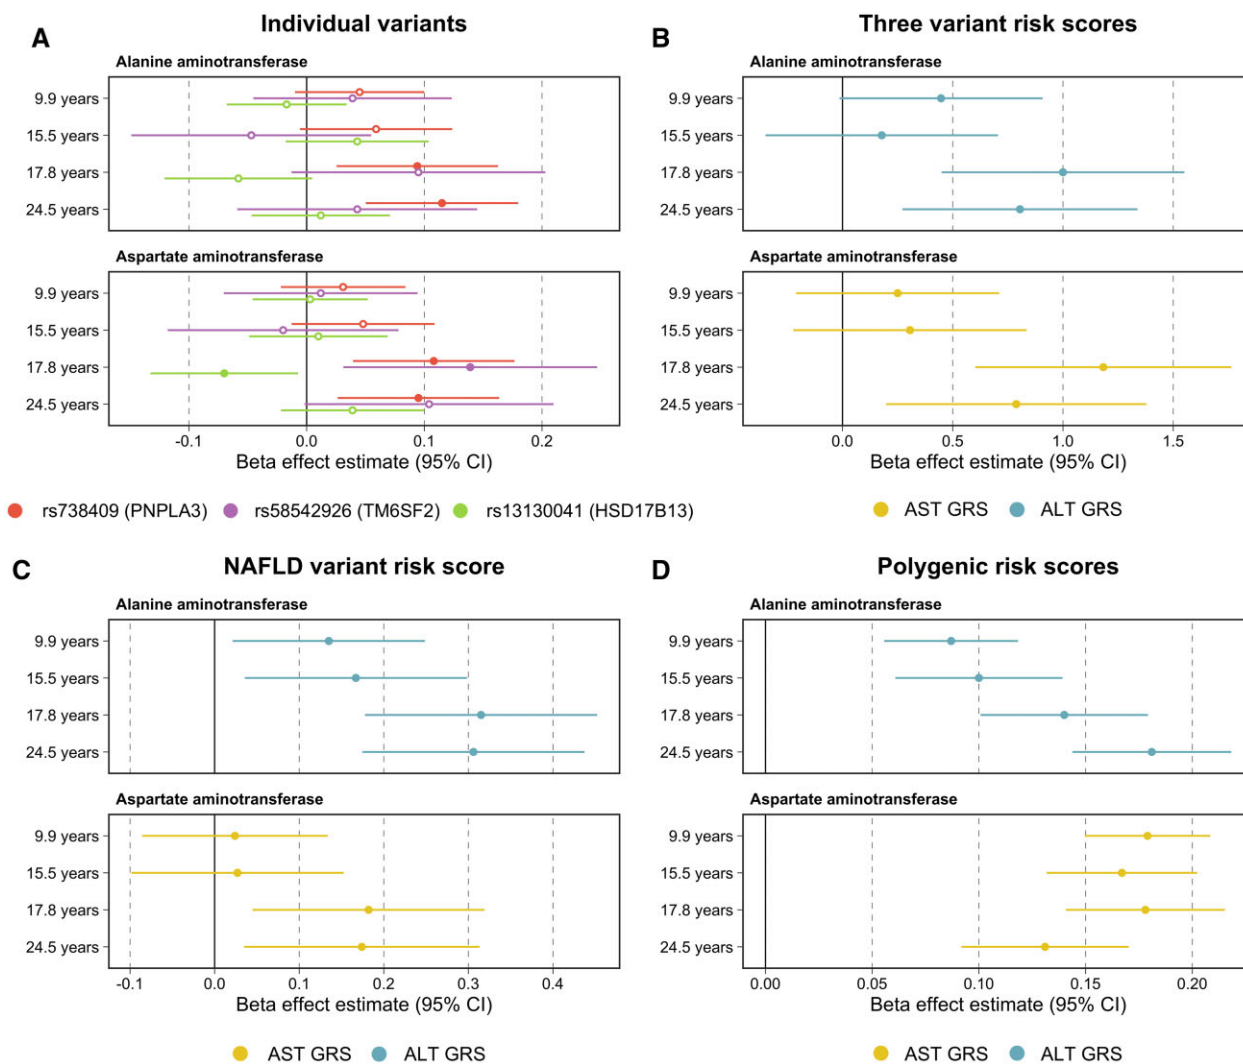 A
Individual variants
Alanine aminotransferase
9.9 years
15.5 years
17.8 years
24.5 years
Aspartate aminotransferase
9.9 years
15.5 years
17.8 years
24.5 years
-0.1 0.0 0.1 0.2
Beta effect estimate (95% CI)
rs738409 (PNPLA3) rs58542926 (TM6SF2) rs13130041 (HSD17B13)
B
Three variant risk scores
Alanine aminotransferase
9.9 years
15.5 years
17.8 years
24.5 years
Aspartate aminotransferase
9.9 years
15.5 years
17.8 years
24.5 years
0.0 0.5 1.0 1.5
Beta effect estimate (95% CI)
AST GRS ALT GRS
C
NAFLD variant risk score
Alanine aminotransferase
9.9 years
15.5 years
17.8 years
24.5 years
Aspartate aminotransferase
9.9 years
15.5 years
17.8 years
24.5 years
-0.1 0.0 0.1 0.2 0.3 0.4
Beta effect estimate (95% CI)
AST GRS ALT GRS
D
Polygenic risk scores
Alanine aminotransferase
9.9 years
15.5 years
17.8 years
24.5 years
Aspartate aminotransferase
9.9 years
15.5 years
17.8 years
24.5 years
0.00 0.05 0.10 0.15 0.20
Beta effect estimate (95% CI)
AST GRS ALT GRS